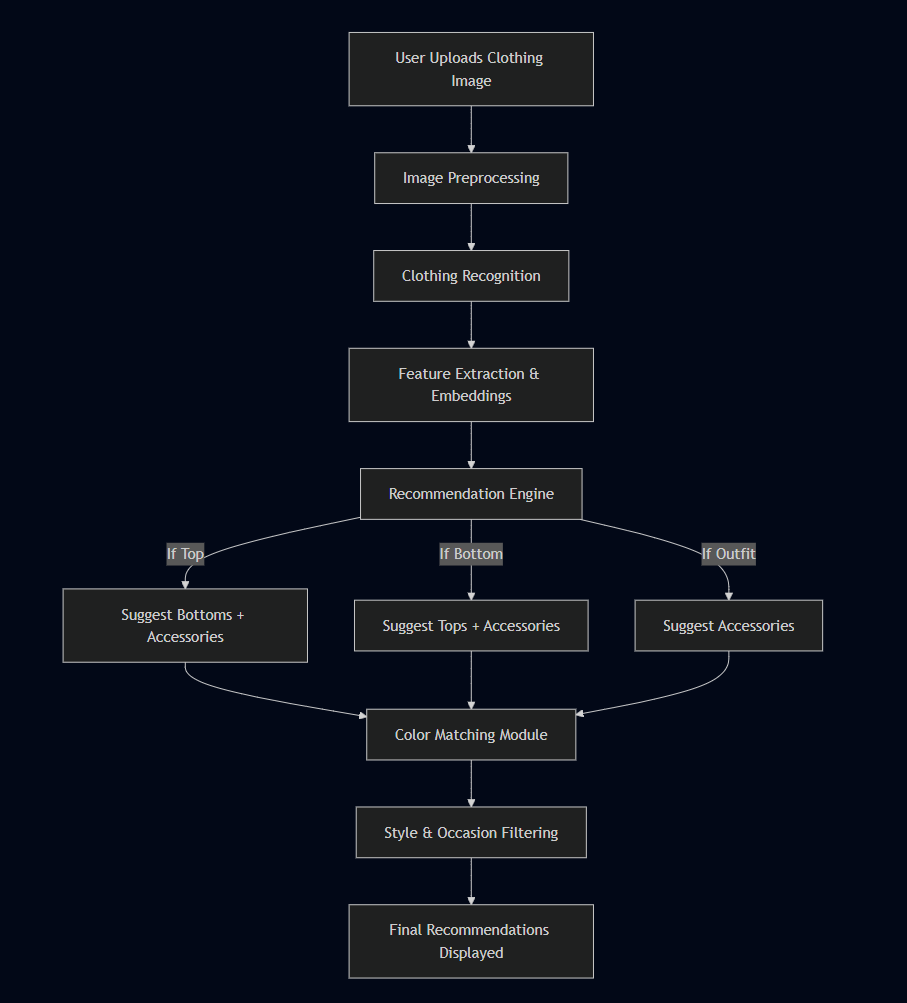 User Uploads Clothing
Image
Image Preprocessing
Clothing Recognition
Feature Extraction &
Embeddings
Recommendation Engine
If Top
If Bottom
If Outfit
Suggest Bottoms +
Accessories
Suggest Tops + Accessories
Suggest Accessories
Color Matching Module
Style & Occasion Filtering
Final Recommendations
Displayed